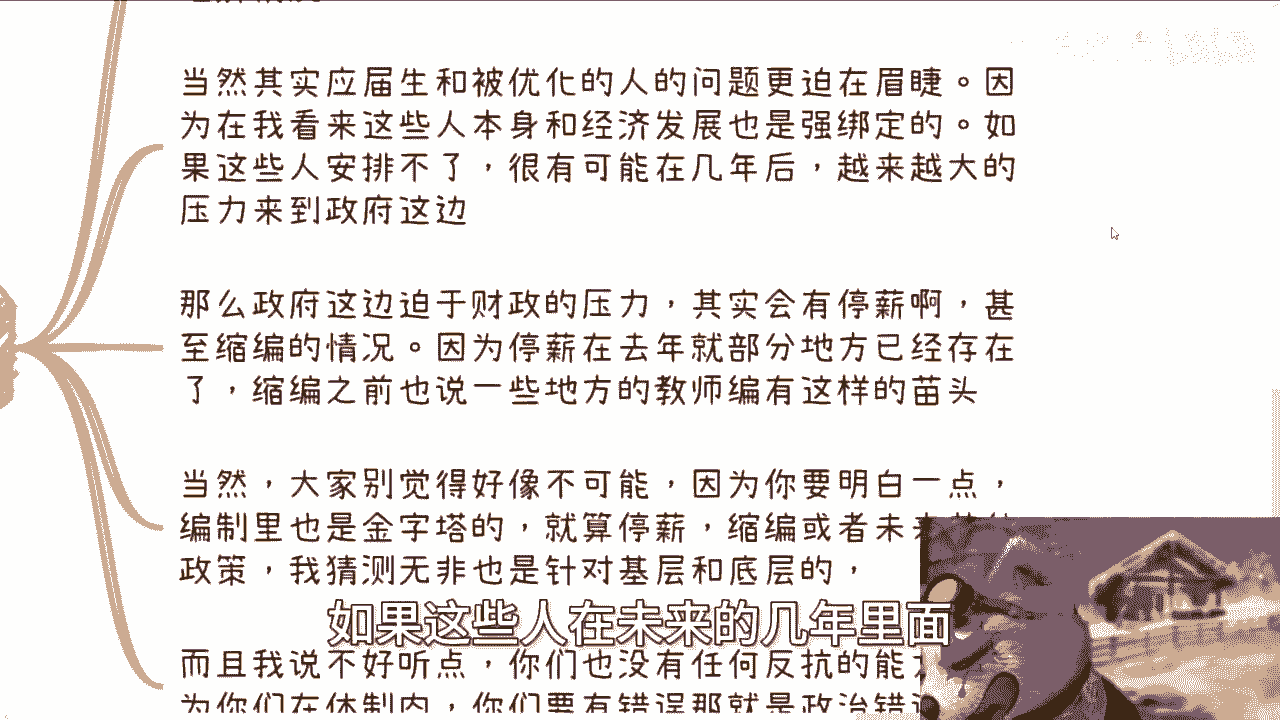 当然其实应届生和被优化的人的问题更迫在眉睫。因
为在我看来这些人本身和经济发展也是强绑定的。如
果这些人安排不了，很有可能在几年后，越来越大的
压力来到政府这边
那么政府这边迫于财政的压力，其实会有停薪啊，甚
至缩编的情况。因为停薪在去年就部分地方已经存在
了，缩编之前也说一些地方的教师编有这样的苗头
当然，大家别觉得好像不可能，因为你要明白一点，
编制里也是金字塔的，就算停薪，缩编或者未来
政策，我猜测无非也是针对基层和底层的，
如果这些人在未来的几年里面
而且我说不好听点，你们也没有任何反抗的能
为你们在体制内，你们要有错误那就是政治错